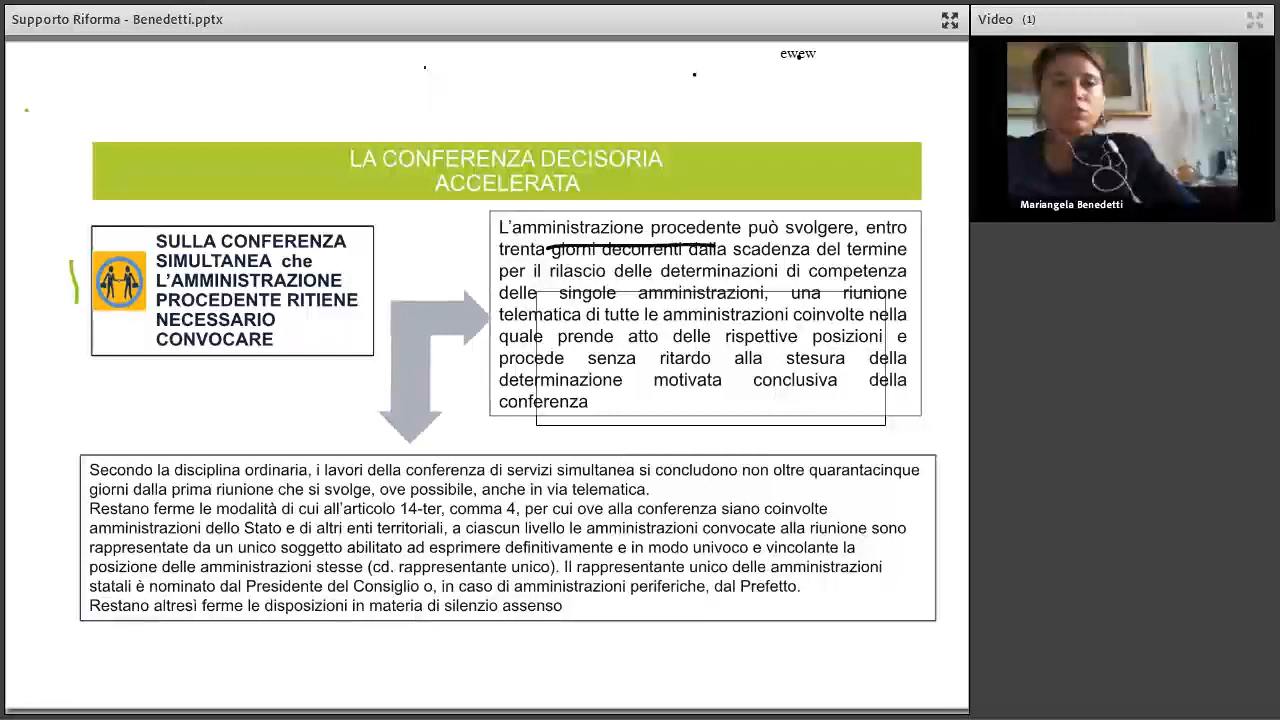 Supporto Riforma - Benedetti.pptx
Video (1)
ewew
Mariangela Benedetti
LA CONFERENZA DECISORIA
ACCELERATA
SULLA CONFERENZA
SIMULTANEA che
L'AMMINISTRAZIONE
PROCEDENTE RITIENE
NECESSARIO
CONVOCARE
L'amministrazione procedente può svolgere, entro
trenta giorni decorrenti dalla scadenza del termine
per il rilascio delle determinazioni di competenza
delle singole amministrazioni, una riunione
telematica di tutte le amministrazioni coinvolte nella
quale prende atto delle rispettive posizioni e
procede senza ritardo alla stesura della
determinazione motivata conclusiva della
conferenza
Secondo la disciplina ordinaria, i lavori della conferenza di servizi simultanea si concludono non oltre quarantacinque
giorni dalla prima riunione che si svolge, ove possibile, anche in via telematica.
Restano ferme le modalità di cui all'articolo 14-ter, comma 4, per cui ove alla conferenza siano coinvolte
amministrazioni dello Stato e di altri enti territoriali, a ciascun livello le amministrazioni convocate alla riunione sono
rappresentate da un unico soggetto abilitato ad esprimere definitivamente e in modo univoco e vincolante la
posizione delle amministrazioni stesse (cd. rappresentante unico). Il rappresentante unico delle amministrazioni
statali è nominato dal Presidente del Consiglio o, in caso di amministrazioni periferiche, dal Prefetto.
Restano altresì ferme le disposizioni in materia di silenzio assenso